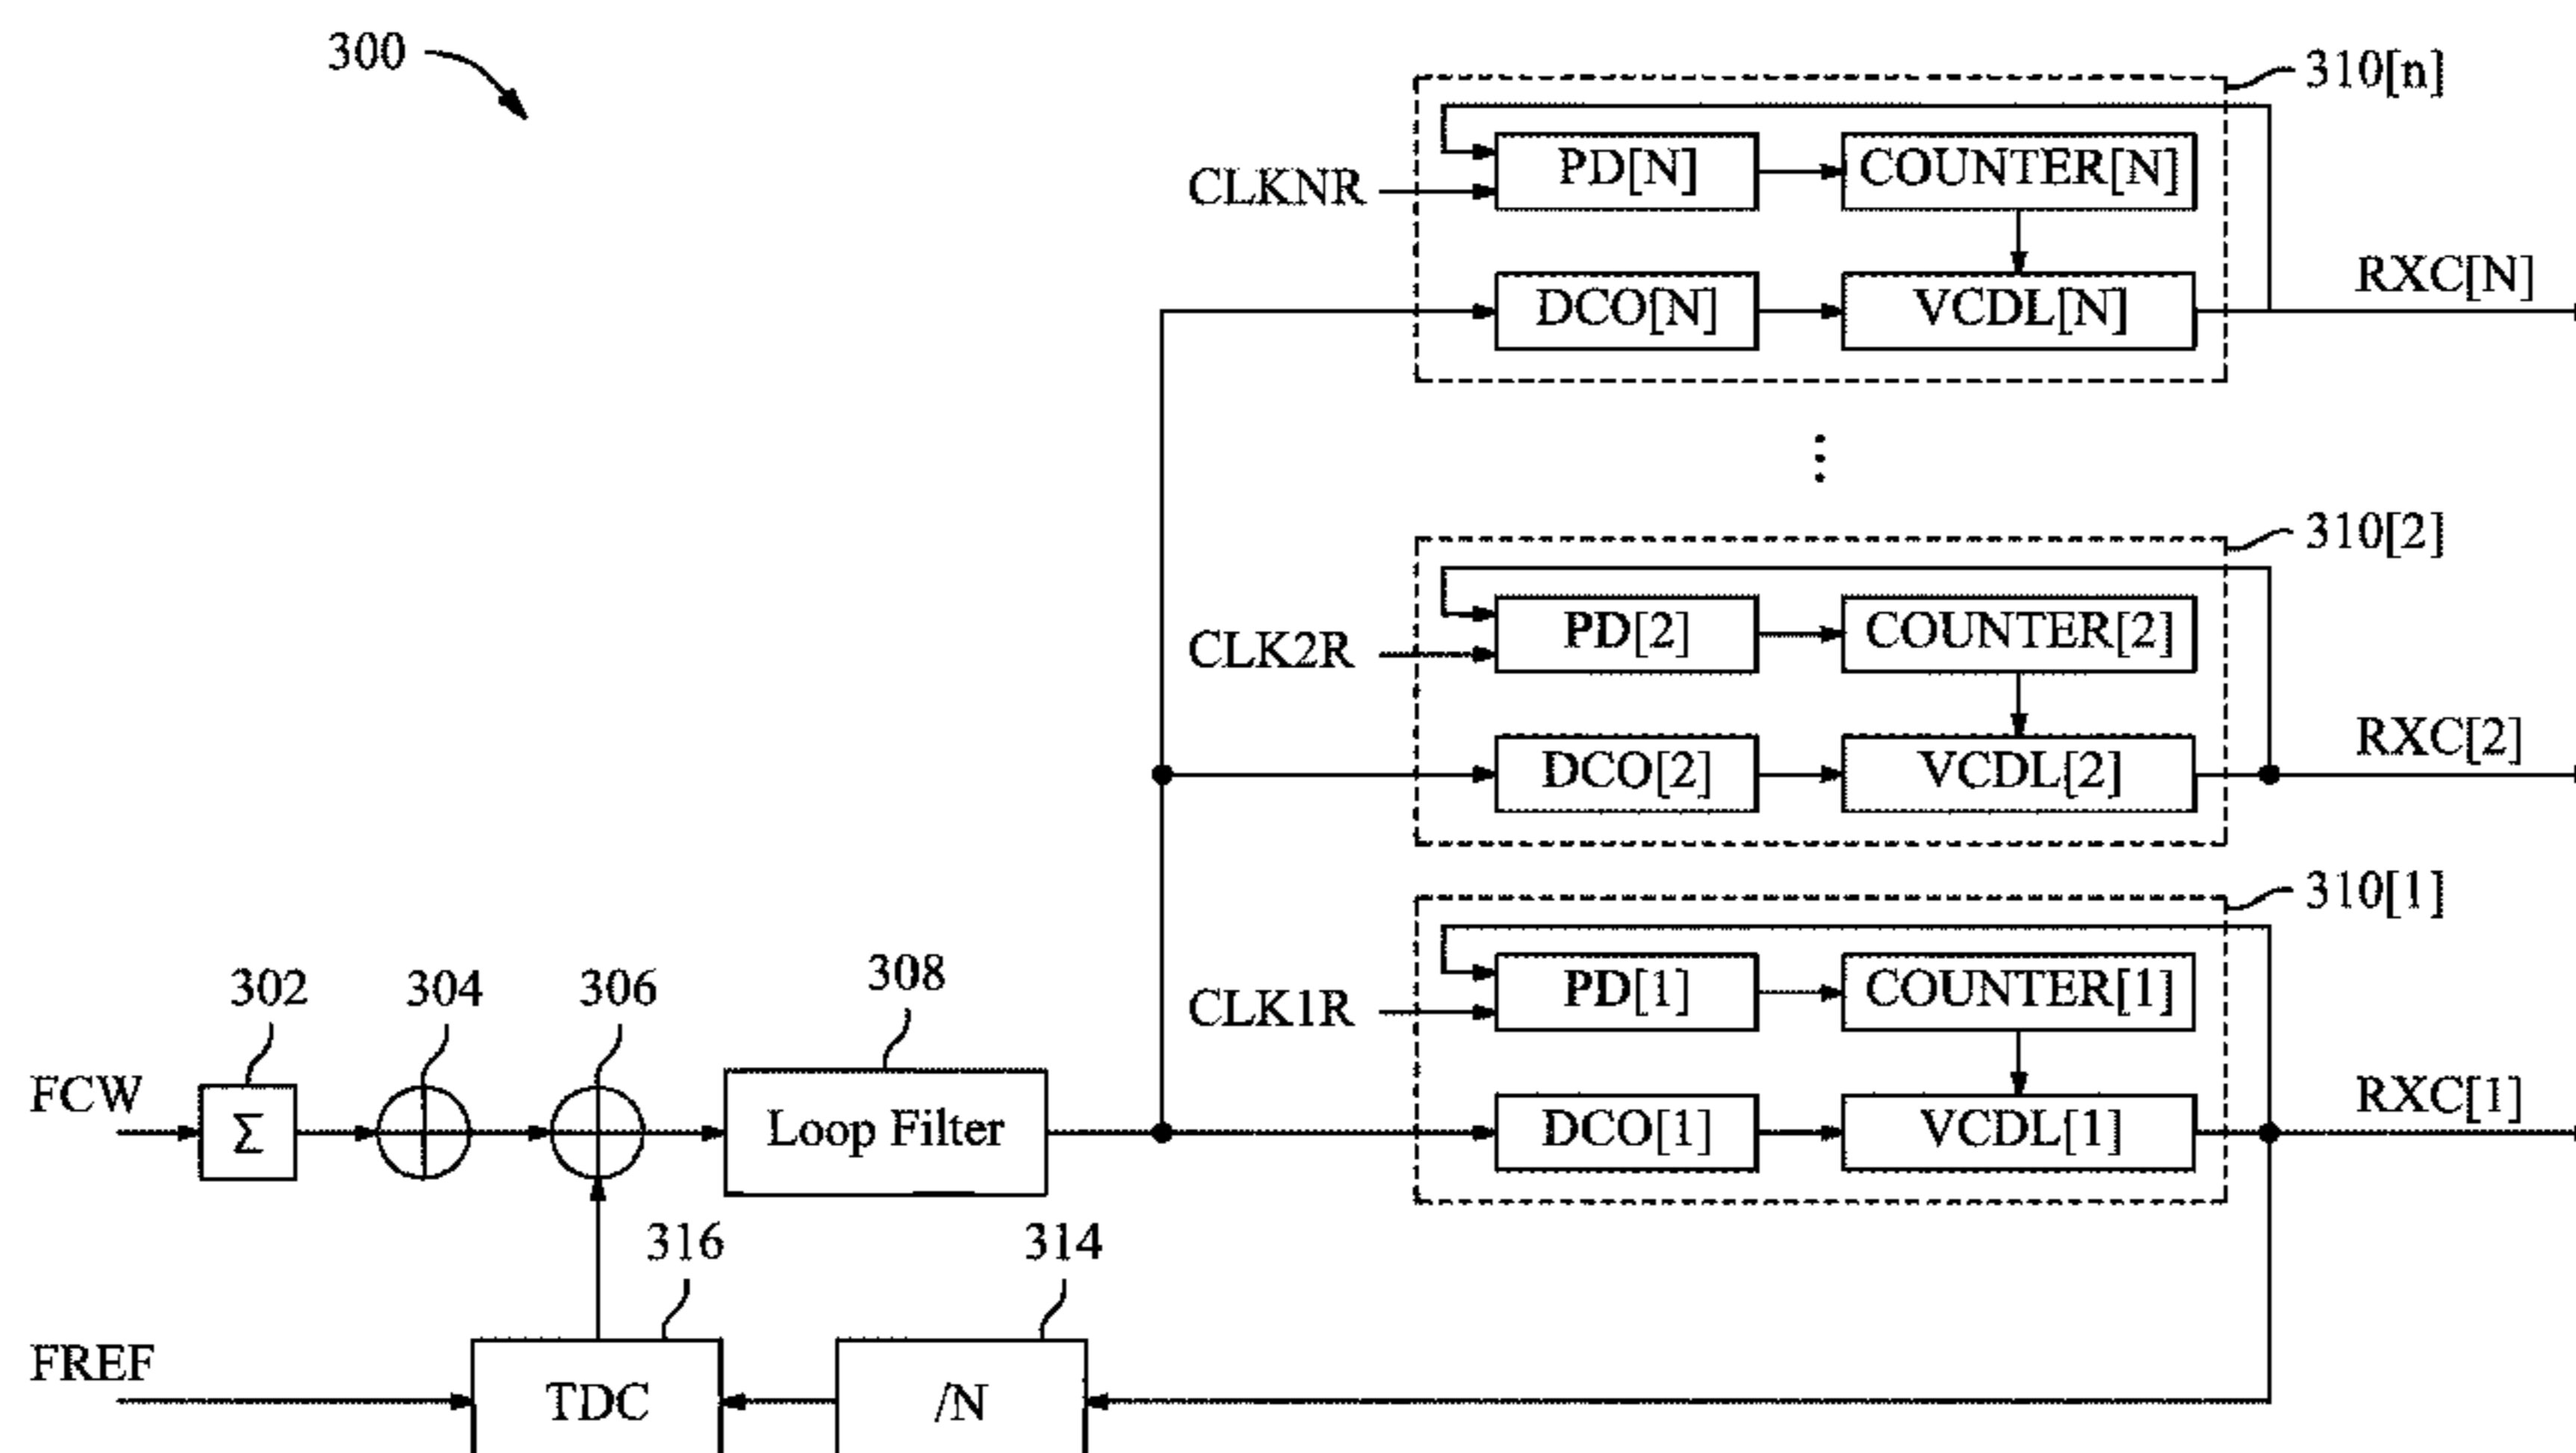 300
310[n]
PD[N]
COUNTER[N]
CLKNR
DCO[N]
VCDL[N]
RXC[N]
310[2]
PD[2]
COUNTER[2]
CLK2R
DCO[2]
VCDL[2]
RXC[2]
310[1]
PD[1]
COUNTER[1]
CLK1R
DCO[1]
VCDL[1]
RXC[1]
302
304
306
308
FCW
Σ
Loop Filter
316
314
FREF
TDC
/N